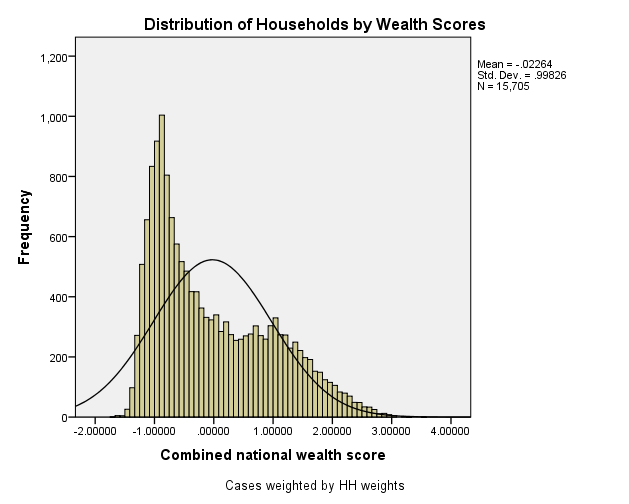 Distribution of Households by Wealth Scores
Mean = -.02264
Std. Dev. = .99826
N = 15,705
Frequency
1,200
1,000
800
600
400
200
0
-2.00000 -1.00000 .00000 1.00000 2.00000 3.00000 4.00000
Combined national wealth score
Cases weighted by HH weights